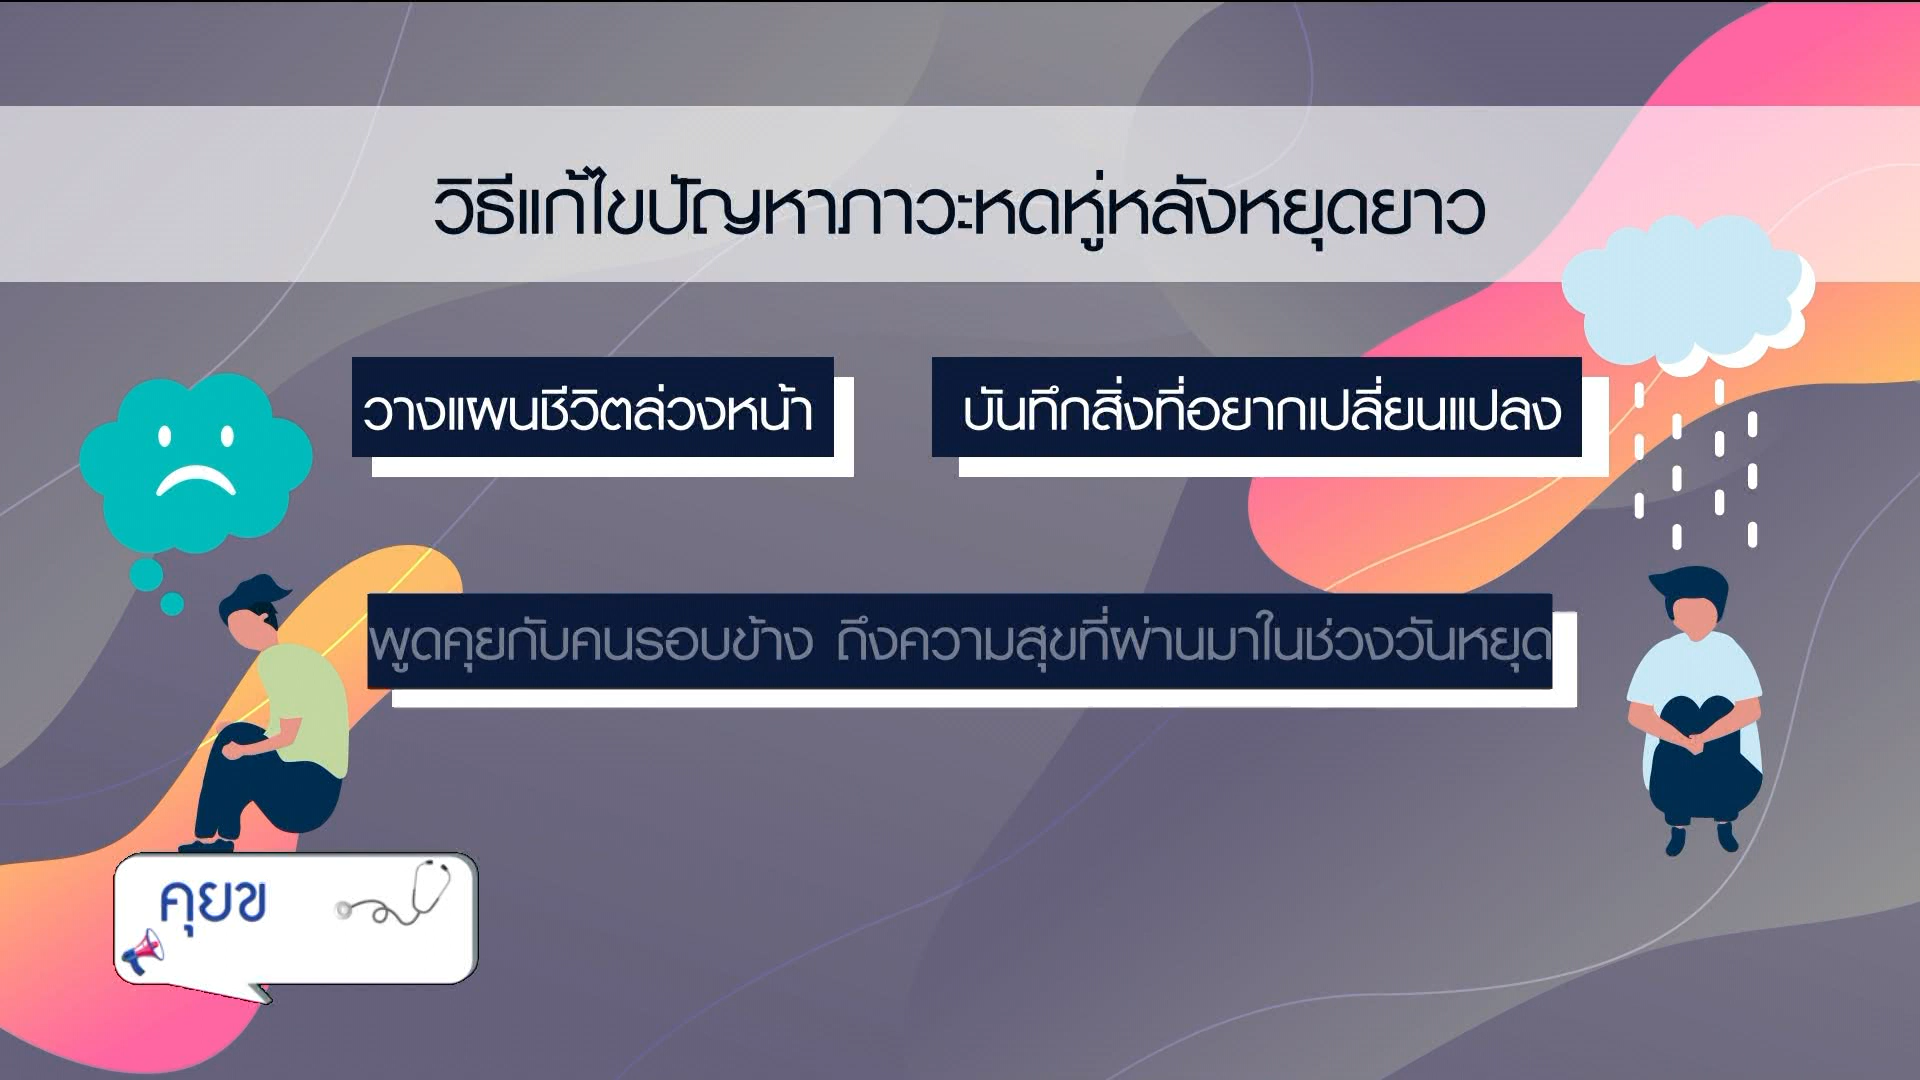 วิธีแก้ไขปัญหาภาวะหดหู่หลังหยุดยาว
วางแผนชีวิตล่วงหน้า
บันทึกสิ่งที่อยากเปลี่ยนแปลง
พูดคุยกับคนรอบข้าง ถึงความสุขที่ผ่านมาในช่วงวันหยุด
คุยข